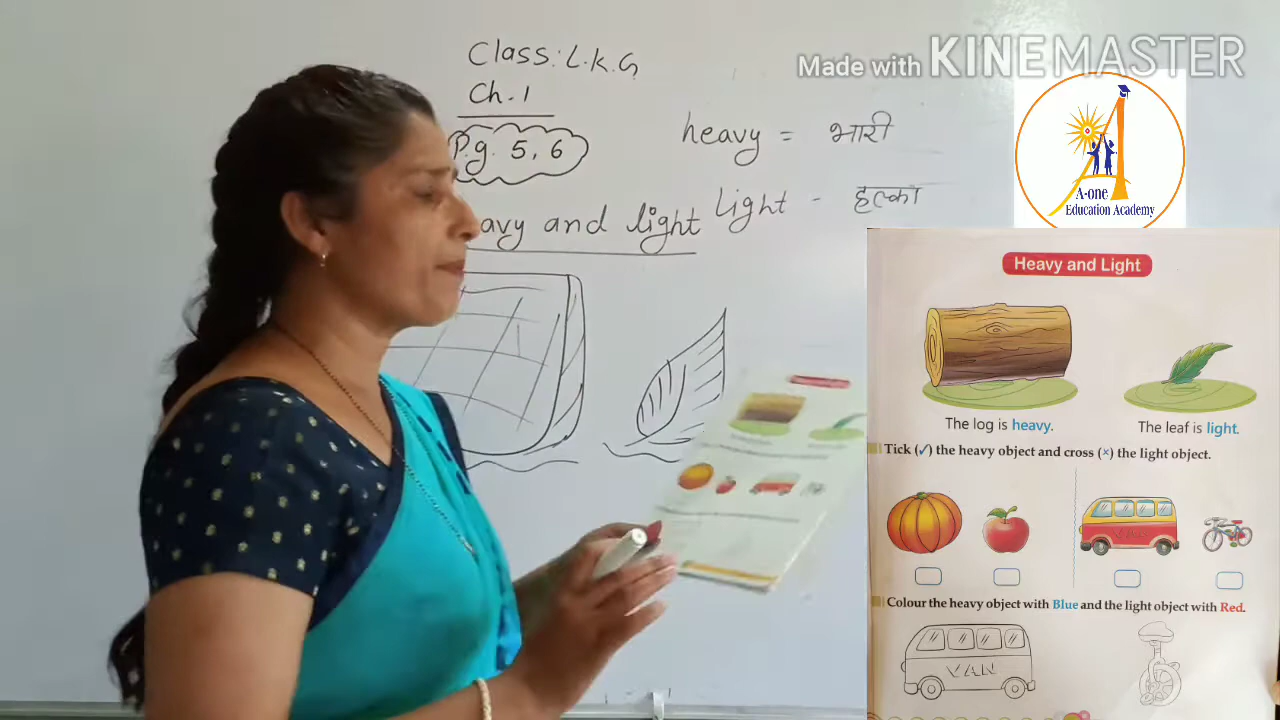 Made with KINEMASTER
Class: L.K.G
Ch. 1
P.g. 5, 6
heavy = भारी
Light - हल्का
avy and light
A-one
Education Academy
Heavy and Light
The log is heavy.
The leaf is light.
Tick (✓) the heavy object and cross (×) the light object.
VAN
Colour the heavy object with Blue and the light object with Red.
VAN